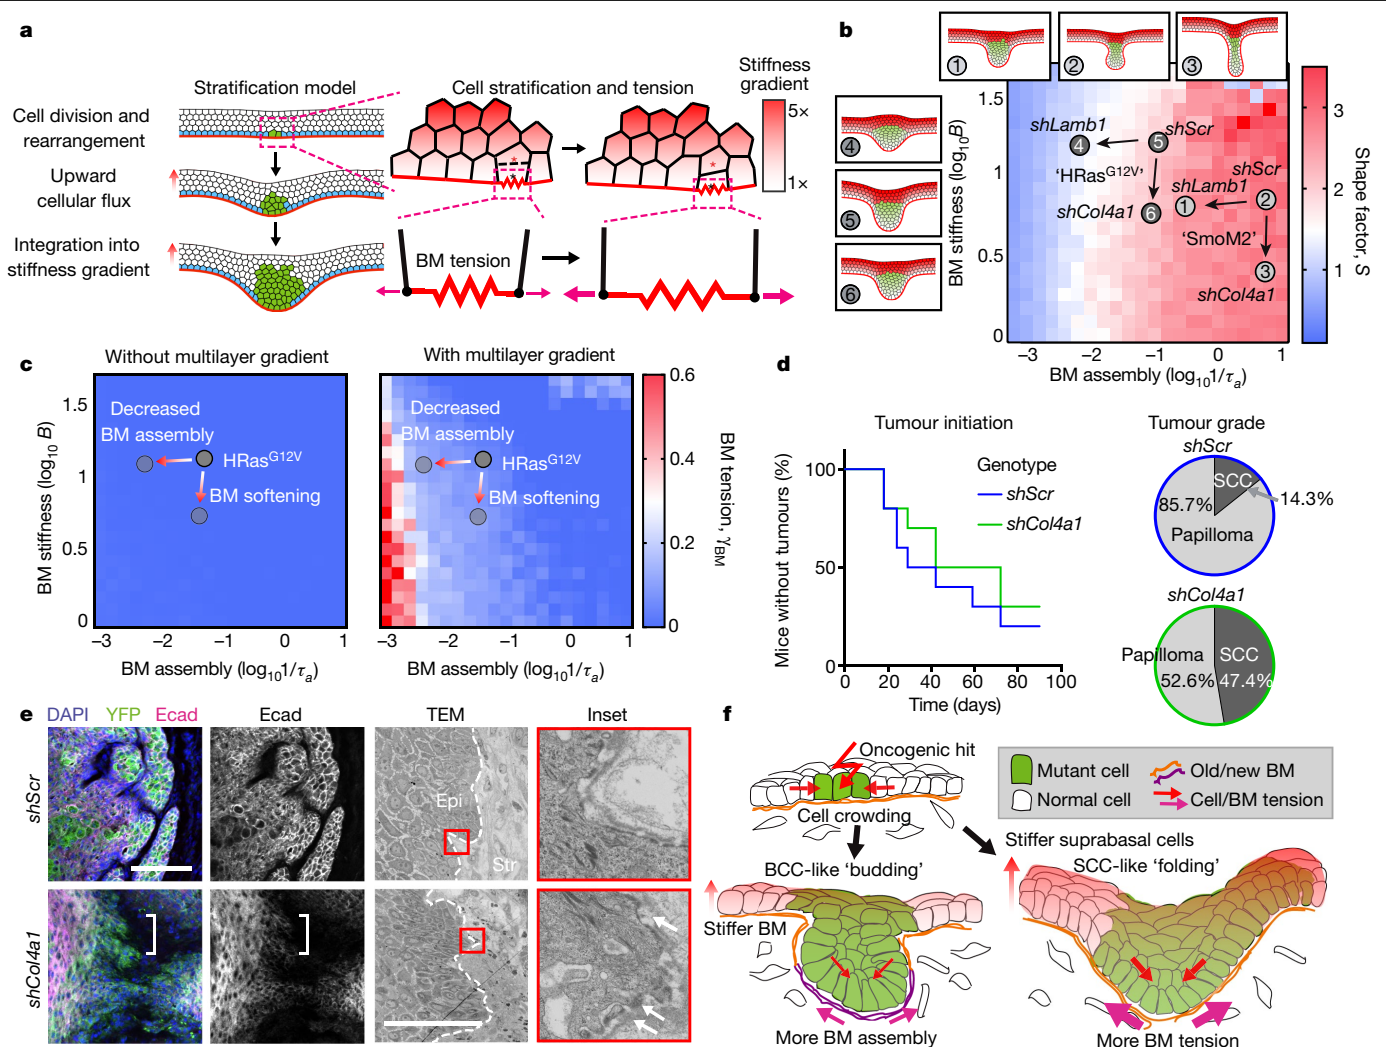 a
Stratification model
Cell division and
rearrangement
Upward
cellular flux
Integration into
stiffness gradient
Cell stratification and tension
Stiffness
gradient
5×
1×
*
*
*
*
BM tension
b
1
2
3
4
5
6
BM stiffness (log10B)
1.5
1
0.5
0
shLamb1
shScr
4
5
'HRasG12V'
shCol4a1
6
shLamb1
1
shScr
2
'SmoM2'
3
shCol4a1
−3
−2
−1
0
1
BM assembly (log101/τa)
3
2
1
Shape factor, S
c
Without multilayer gradient
With multilayer gradient
BM stiffness (log10 B)
1.5
1
0.5
0
Decreased
BM assembly
HRasG12V
BM softening
−3
−2
−1
0
1
BM assembly (log101/τa)
Decreased
BM assembly
HRasG12V
BM softening
−3
−2
−1
0
1
BM assembly (log101/τa)
0.6
0.4
0.2
0
BM tension, γBM
d
Tumour initiation
Mice without tumours (%)
100
50
0
0
20
40
60
80
100
Time (days)
Genotype
shScr
shCol4a1
Tumour grade
shScr
SCC
14.3%
85.7%
Papilloma
shCol4a1
Papilloma
52.6%
SCC
47.4%
e
DAPI YFP Ecad
Ecad
TEM
Inset
shScr
Epi
Str
shCol4a1
f
Oncogenic hit
Cell crowding
Mutant cell
Normal cell
Old/new BM
Cell/BM tension
BCC-like 'budding'
Stiffer BM
More BM assembly
Stiffer suprabasal cells
SCC-like 'folding'
More BM tension